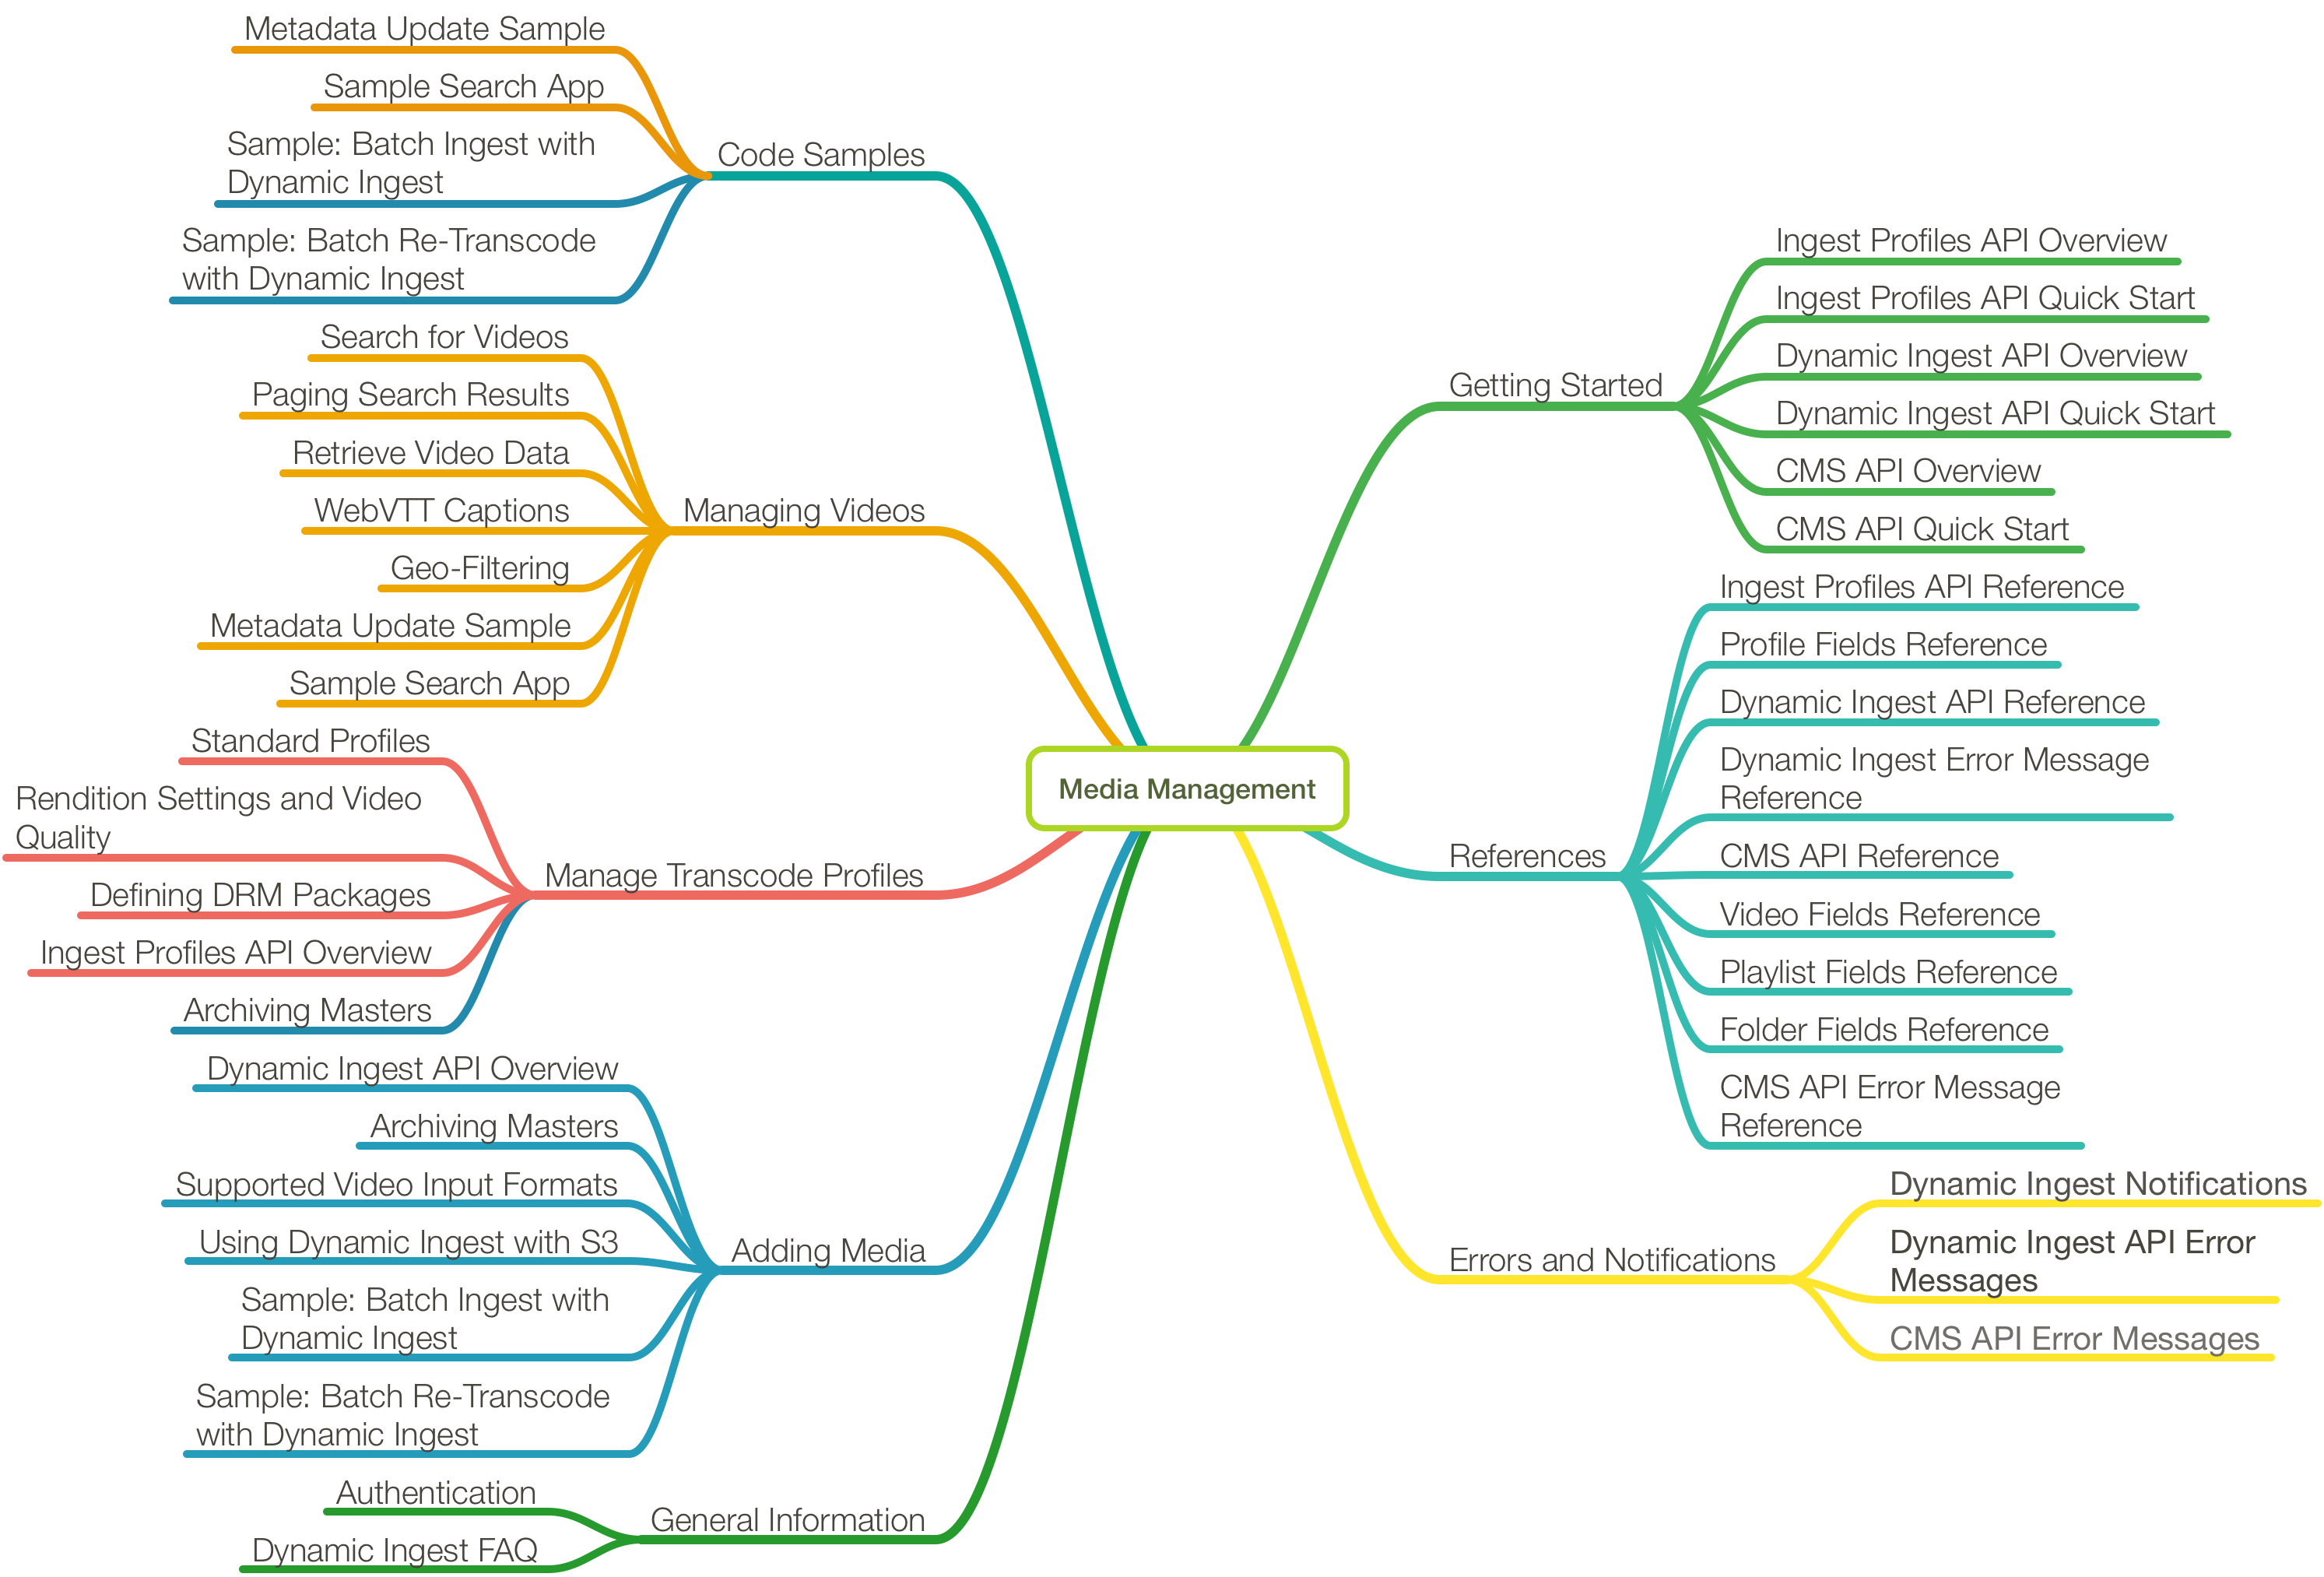 Metadata Update Sample
Sample Search App
Sample: Batch Ingest with
Dynamic Ingest
Sample: Batch Re-Transcode
with Dynamic Ingest
Code Samples
Search for Videos
Paging Search Results
Retrieve Video Data
WebVTT Captions
Geo-Filtering
Metadata Update Sample
Sample Search App
Managing Videos
Standard Profiles
Rendition Settings and Video
Quality
Defining DRM Packages
Ingest Profiles API Overview
Archiving Masters
Manage Transcode Profiles
Dynamic Ingest API Overview
Archiving Masters
Supported Video Input Formats
Using Dynamic Ingest with S3
Sample: Batch Ingest with
Dynamic Ingest
Sample: Batch Re-Transcode
with Dynamic Ingest
Adding Media
Authentication
Dynamic Ingest FAQ
General Information
Media Management
Getting Started
Ingest Profiles API Overview
Ingest Profiles API Quick Start
Dynamic Ingest API Overview
Dynamic Ingest API Quick Start
CMS API Overview
CMS API Quick Start
References
Ingest Profiles API Reference
Profile Fields Reference
Dynamic Ingest API Reference
Dynamic Ingest Error Message
Reference
CMS API Reference
Video Fields Reference
Playlist Fields Reference
Folder Fields Reference
CMS API Error Message
Reference
Errors and Notifications
Dynamic Ingest Notifications
Dynamic Ingest API Error
Messages
CMS API Error Messages